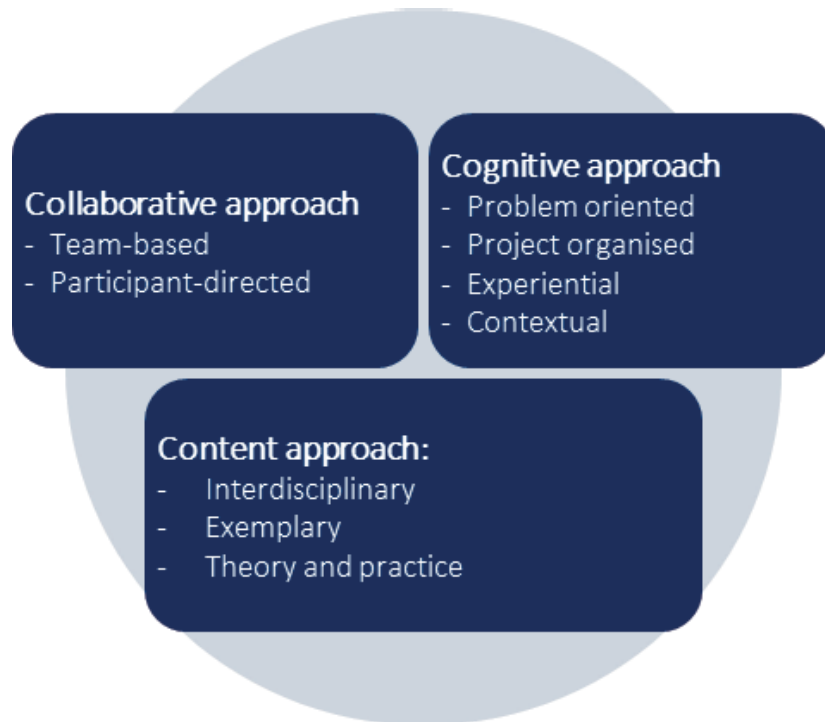 Collaborative approach
- Team-based
- Participant-directed
Cognitive approach
- Problem oriented
- Project organised
- Experiential
- Contextual
Content approach:
- Interdisciplinary
- Exemplary
- Theory and practice